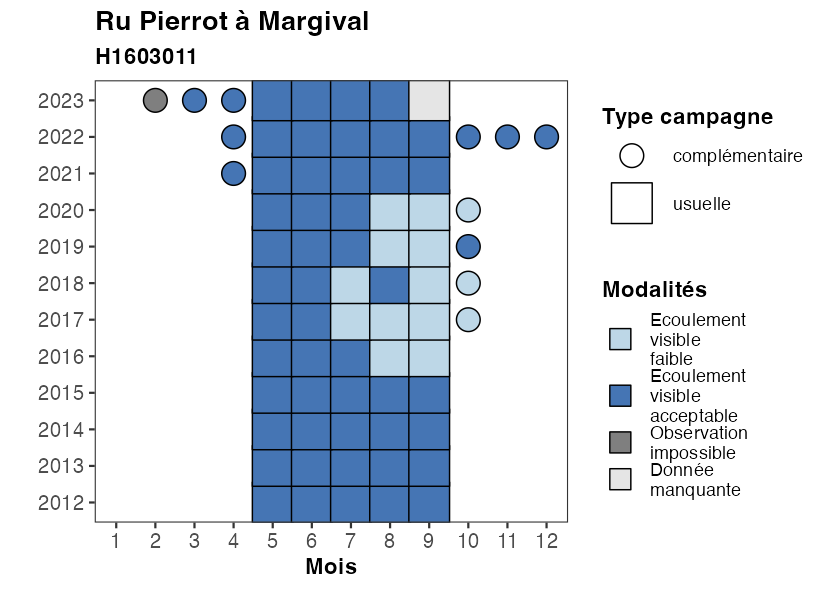 Ru Pierrot à Margival
H1603011
2023
2022
2021
2020
2019
2018
2017
2016
2015
2014
2013
2012
1 2 3 4 5 6 7 8 9 10 11 12
Mois
Type campagne
complémentaire
usuelle
Modalités
Ecoulement
visible
faible
Ecoulement
visible
acceptable
Observation
impossible
Donnée
manquante